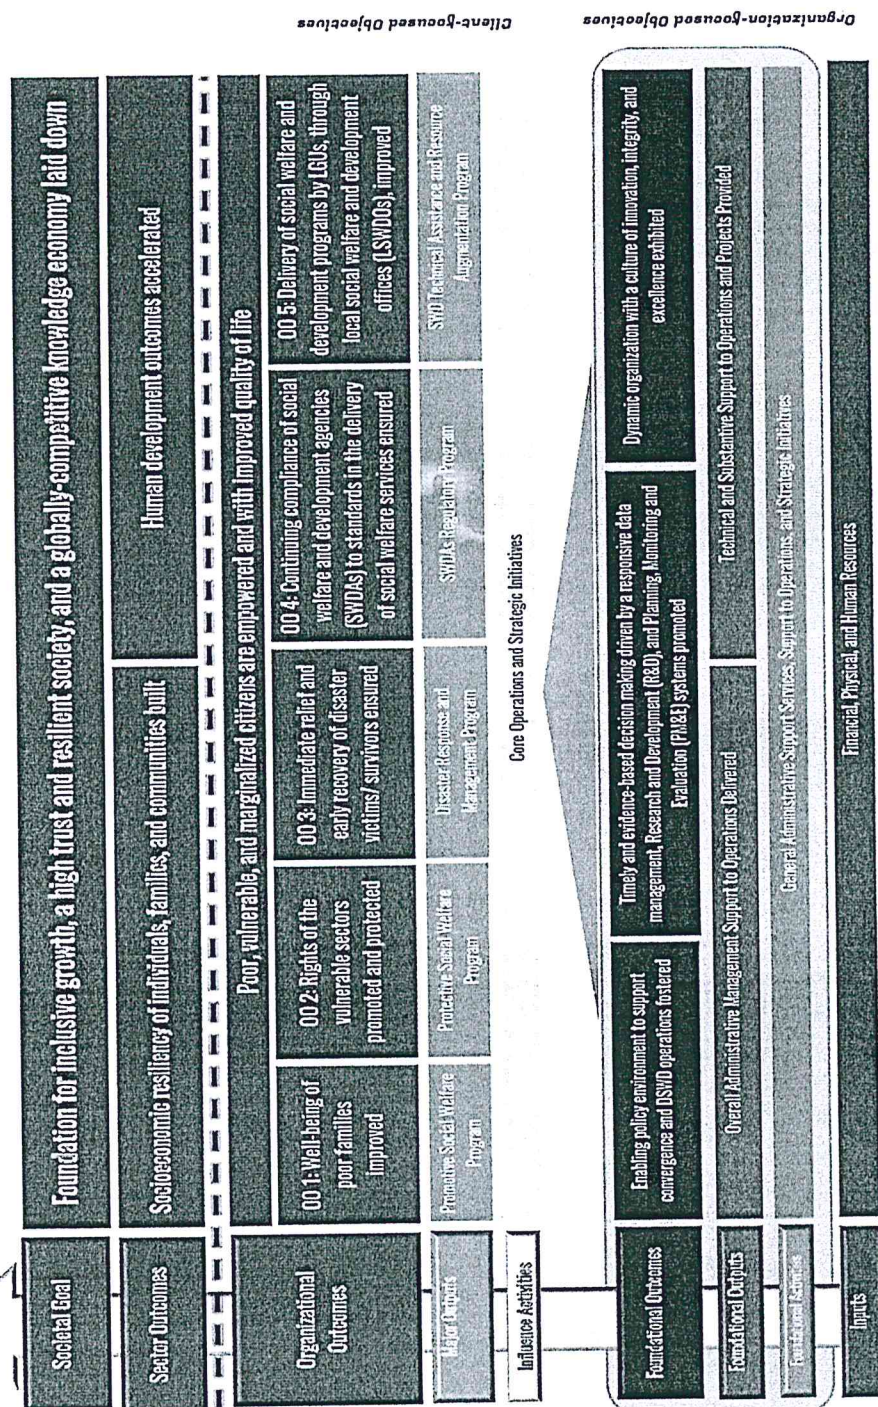 Societal Goal
Foundation for inclusive growth, a high trust and resilient society, and a globally-competitive knowledge economy laid down
Sector Outcomes
Socioeconomic resiliency of individuals, families, and communities built
Human development outcomes accelerated
Organizational
Outcomes
Poor, vulnerable, and marginalized citizens are empowered and with improved quality of life
OO 1: Well-being of
poor families
improved
OO 2: Rights of the
vulnerable sectors
promoted and protected
OO 3: Immediate relief and
early recovery of disaster
victims/ survivors ensured
OO 4: Continuing compliance of social
welfare and development agencies
(SWDAs) to standards in the delivery
of social welfare services ensured
OO 5: Delivery of social welfare and
development programs by LGUs, through
local social welfare and development
offices (LSWDOs), improved
Major Outputs
Promotive Social Welfare
Program
Protective Social Welfare
Program
Disaster Response and
Management Program
SWDAs Regulatory Program
SWD Technical Assistance and Resource
Augmentation Program
Client-focused Objectives
Influence Activities
Core Operations and Strategic Initiatives
Foundational Outcomes
Enabling policy environment to support
convergence and DSWD operations fostered
Timely and evidence-based decision making driven by a responsive data
management, Research and Development (R&D), and Planning, Monitoring and
Evaluation (PM&E) systems promoted
Dynamic organization with a culture of innovation, integrity, and
excellence exhibited
Foundational Outputs
Overall Administrative Management Support to Operations Delivered
Technical and Substantive Support to Operations and Projects Provided
Foundational Activities
General Administrative Support Services, Support to Operations, and Strategic Initiatives
Inputs
Financial, Physical, and Human Resources
Organization-focused Objectives